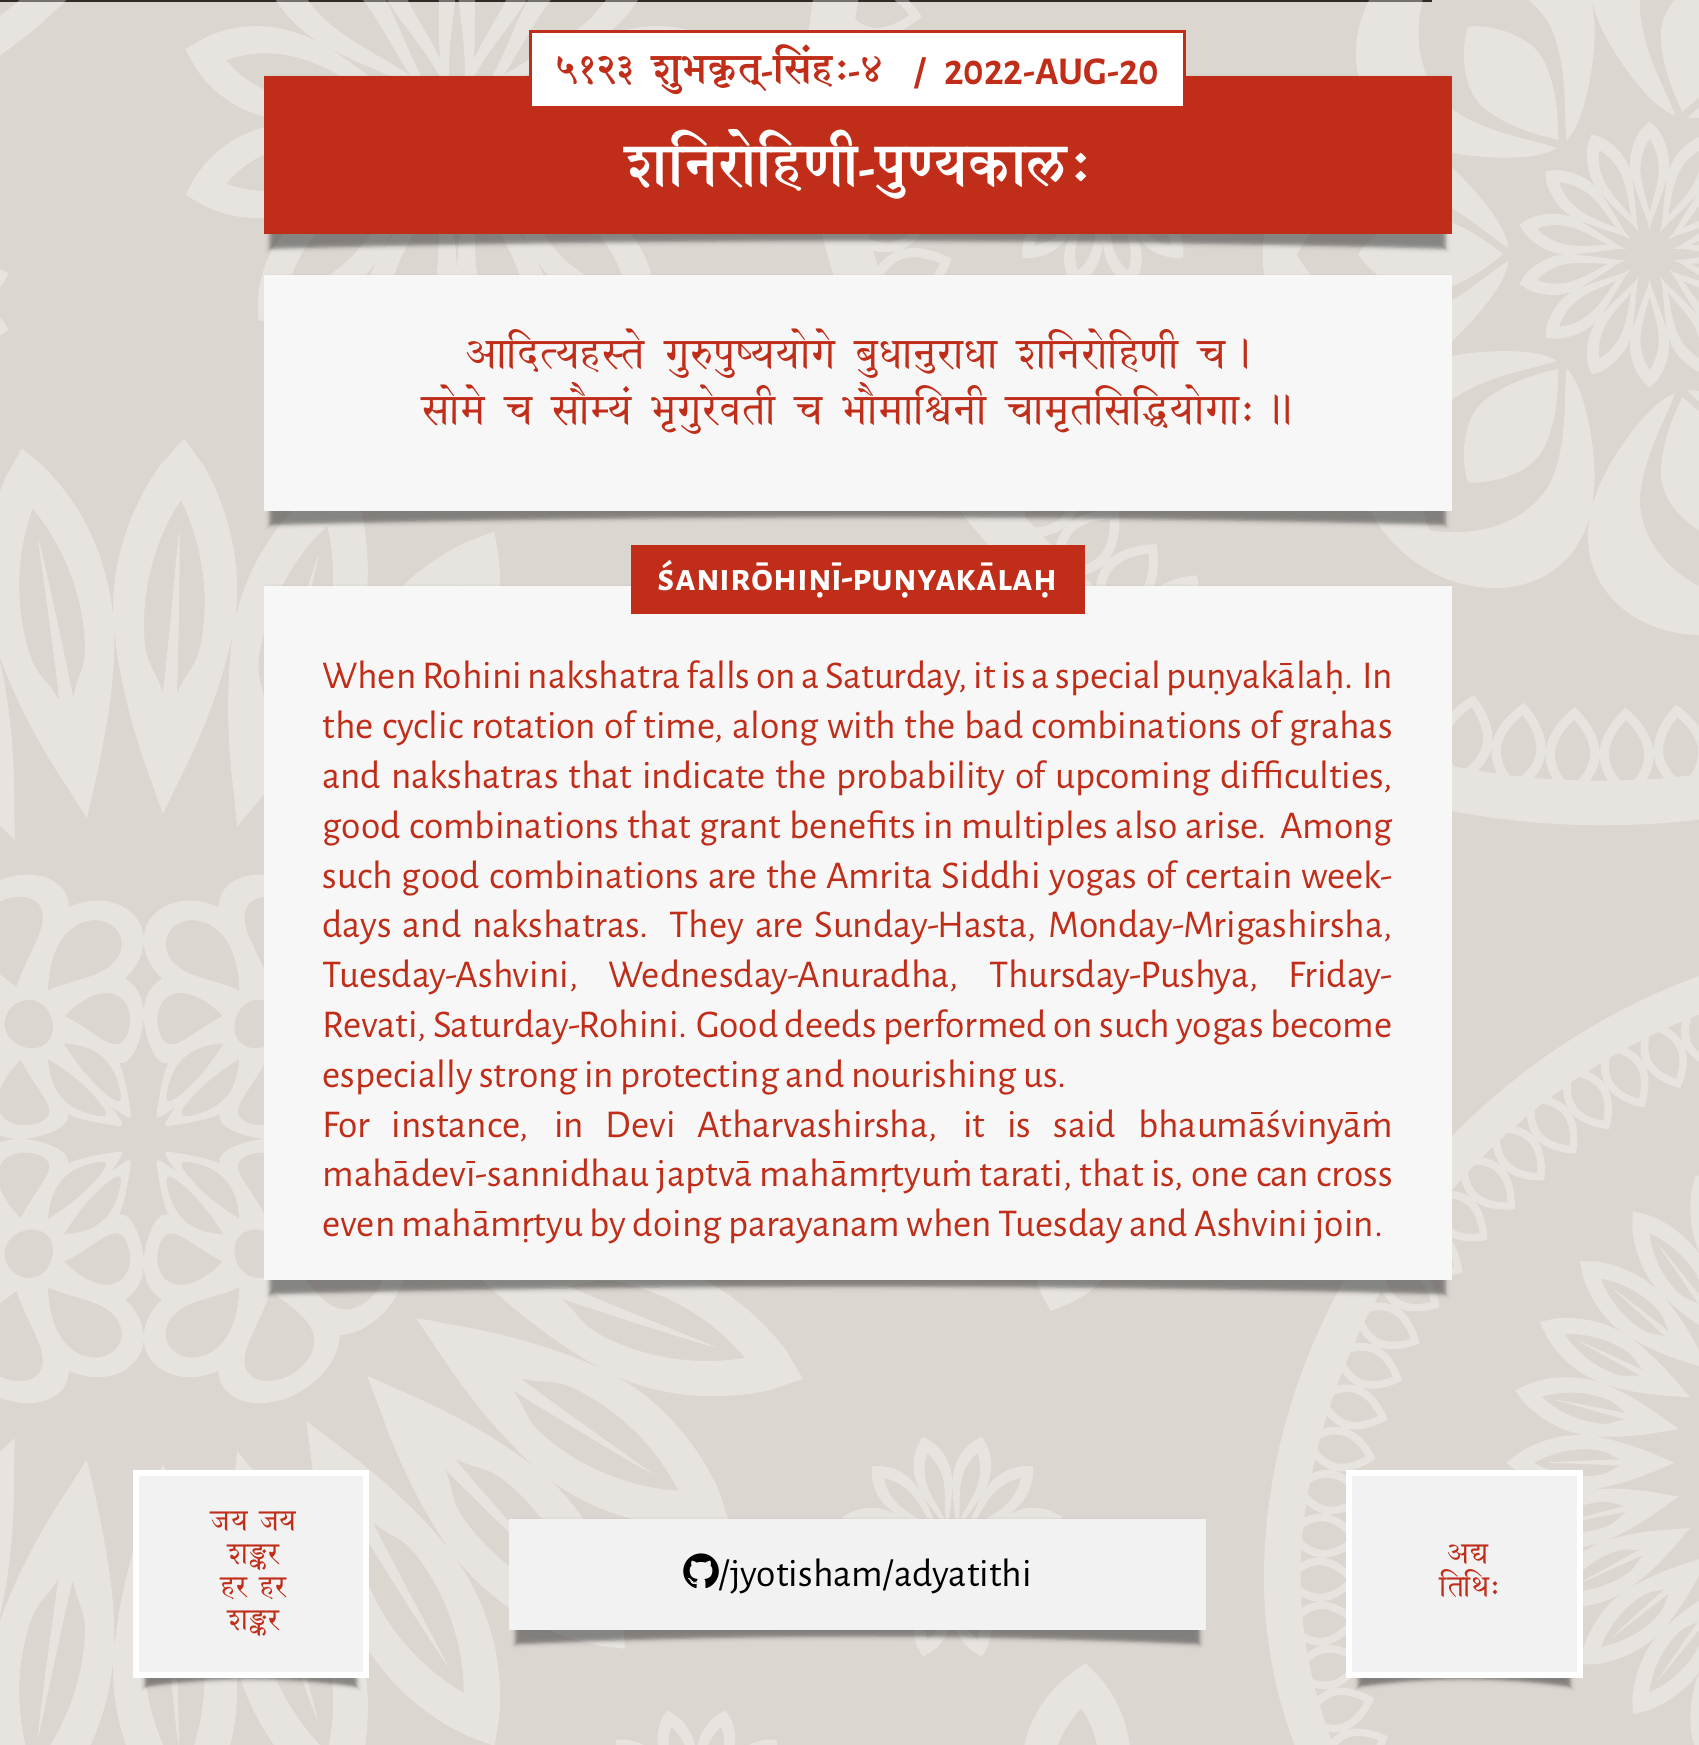 ५१२३ शुभकृत्-सिंहः-४ / 2022-AUG-20
शनिरोहिणी-पुण्यकालः
आदित्यहस्ते गुरुपुष्ययोगे बुधानुराधा शनिरोहिणी च।
सोमे च सौम्यं भृगुरेवती च भौमाश्विनी चामृतसिद्धियोगाः॥
ŚANIRŌHIṆĪ-PUṆYAKĀLAḤ
When Rohini nakshatra falls on a Saturday, it is a special puṇyakālaḥ. In
the cyclic rotation of time, along with the bad combinations of grahas
and nakshatras that indicate the probability of upcoming difficulties,
good combinations that grant benefits in multiples also arise. Among
such good combinations are the Amrita Siddhi yogas of certain week-
days and nakshatras. They are Sunday-Hasta, Monday-Mrigashirsha,
Tuesday-Ashvini, Wednesday-Anuradha, Thursday-Pushya, Friday-
Revati, Saturday-Rohini. Good deeds performed on such yogas become
especially strong in protecting and nourishing us.
For instance, in Devi Atharvashirsha, it is said bhaumāśvinyāṁ
mahādevī-sannidhau japtvā mahāmṛtyuṁ tarati, that is, one can cross
even mahāmṛtyu by doing parayanam when Tuesday and Ashvini join.
जय जय
शङ्कर
हर हर
शङ्कर
/jyotisham/adyatithi
अद्य
तिथिः